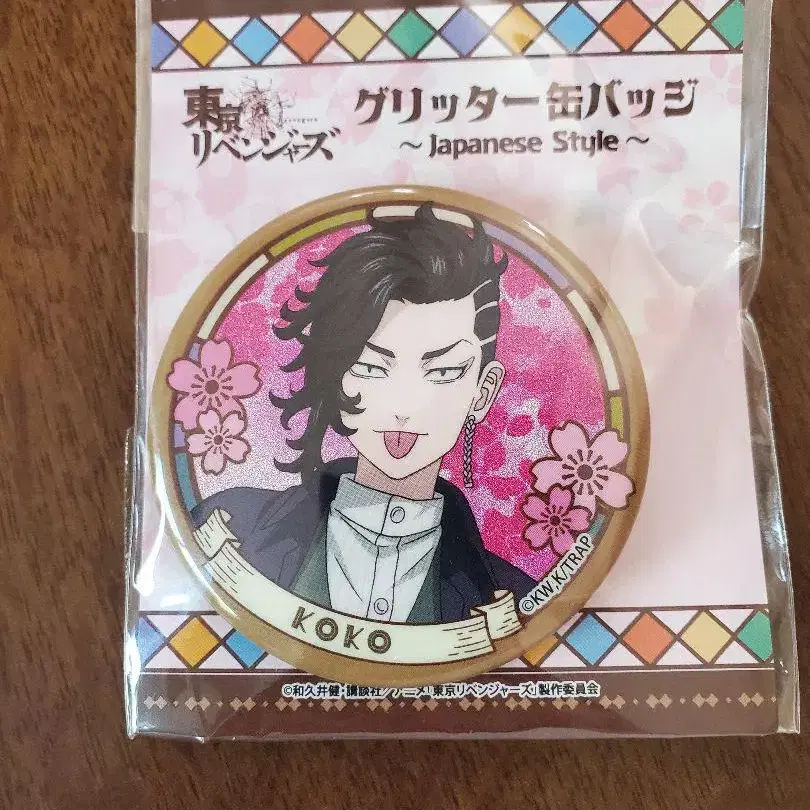 東京
リベンジャーズ
グリッター缶バッジ
~Japanese Style~
KOKO
©KW,K/TRAP
©和久井健・講談社/アニメ「東京リベンジャーズ」製作委員会